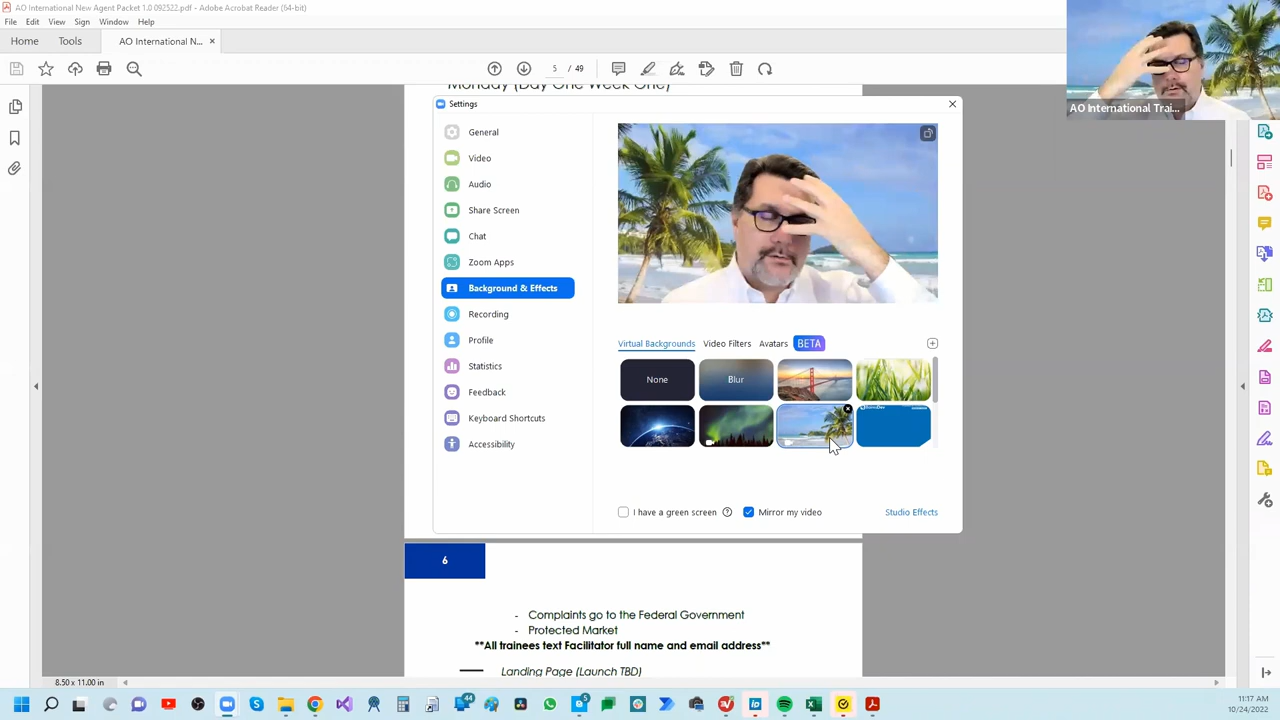 AO International New Agent Packet 1.0 092522.pdf - Adobe Acrobat Reader (64-bit)
File Edit View Sign Window Help
Home Tools AO International N... ×
5 / 49
Monday (Day One Week One)
Settings
General
Video
Audio
Share Screen
Chat
Zoom Apps
Background & Effects
Recording
Profile
Statistics
Feedback
Keyboard Shortcuts
Accessibility
AO International Trai...
Virtual Backgrounds Video Filters Avatars BETA
None Blur
I have a green screen ? Mirror my video Studio Effects
6
- Complaints go to the Federal Government
- Protected Market
**All trainees text Facilitator full name and email address**
Landing Page (Launch TBD)
8.50 x 11.00 in
44
5
11:17 AM
10/24/2022